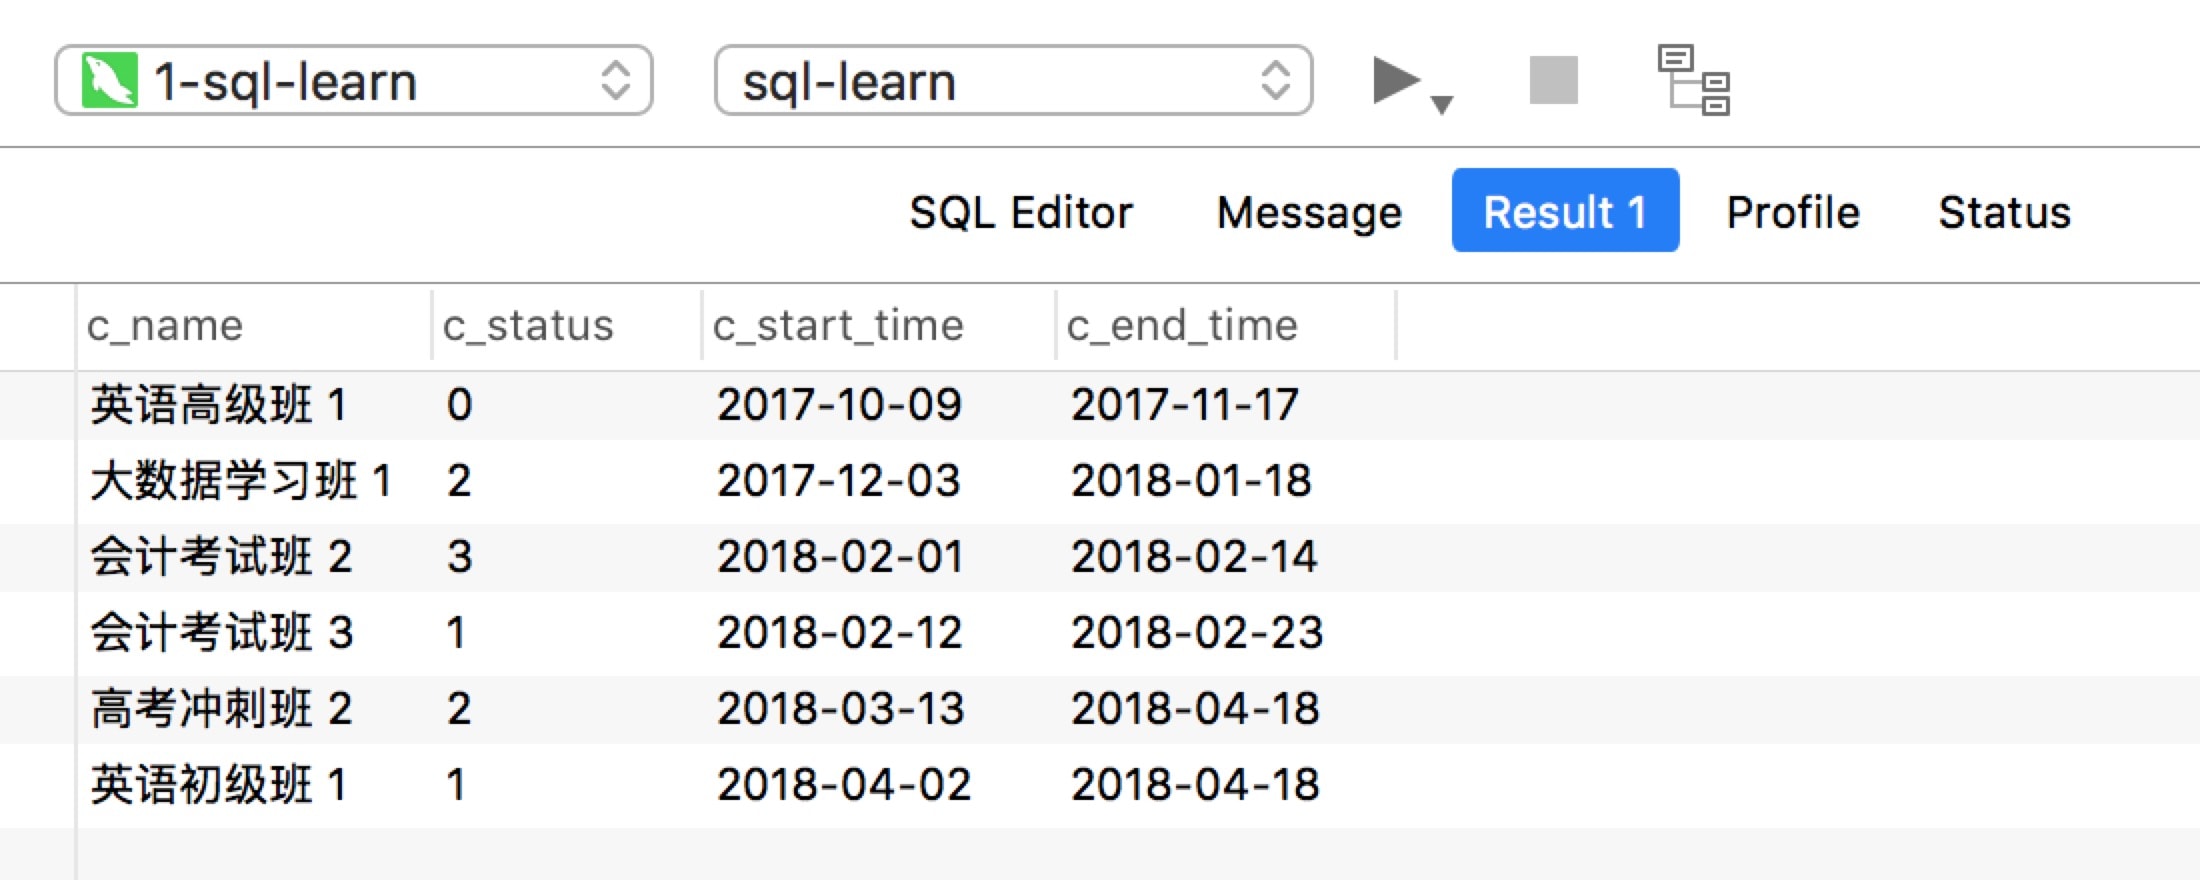 1-sql-learn sql-learn
SQL Editor Message Result 1 Profile Status
c_name c_status c_start_time c_end_time
英语高级班 1 0 2017-10-09 2017-11-17
大数据学习班 1 2 2017-12-03 2018-01-18
会计考试班 2 3 2018-02-01 2018-02-14
会计考试班 3 1 2018-02-12 2018-02-23
高考冲刺班 2 2 2018-03-13 2018-04-18
英语初级班 1 1 2018-04-02 2018-04-18